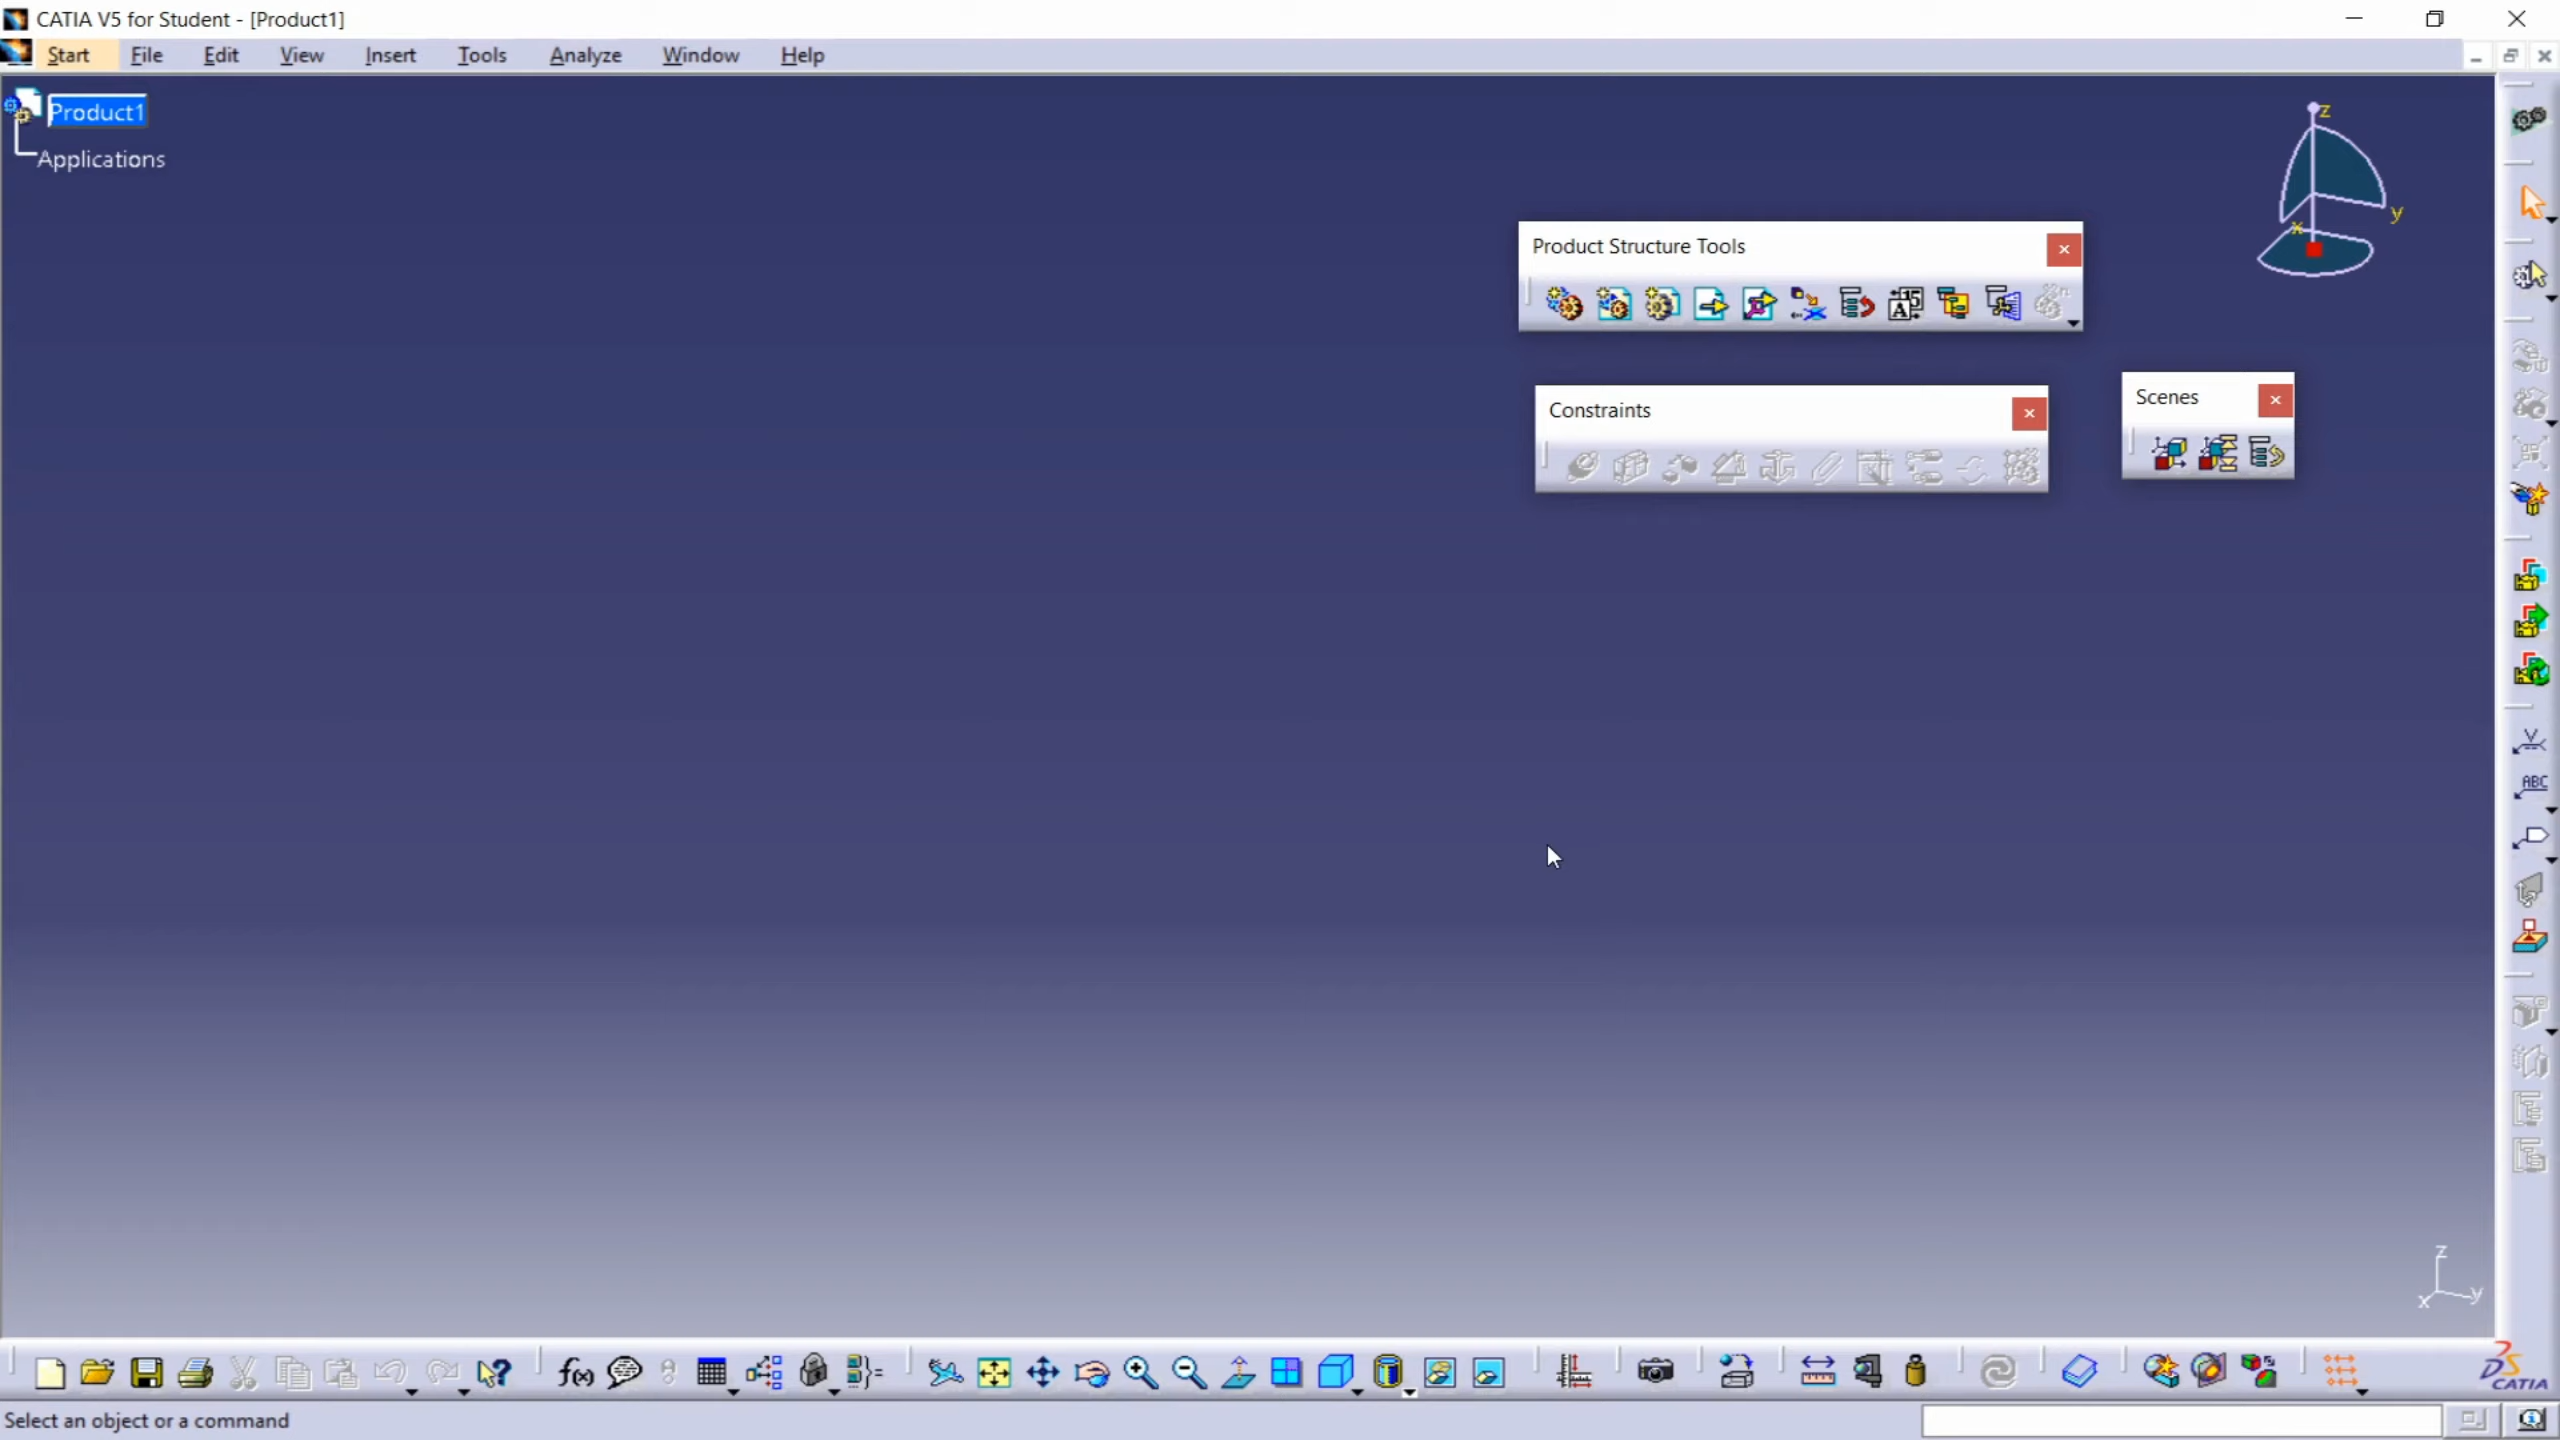 CATIA V5 for Student - [Product1]
Start File Edit View Insert Tools Analyze Window Help
Product1
Applications
z
y
x
Product Structure Tools
Constraints
Scenes
ABC
z
y
x
f(x)
CATIA
Select an object or a command